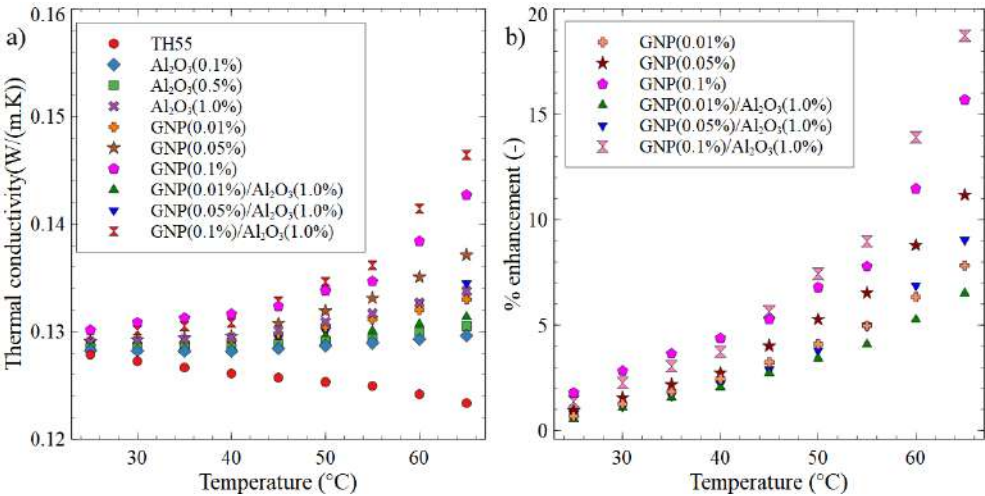 a)
Thermal conductivity(W/(m.K)
0.16
0.15
0.14
0.13
0.12
TH55
Al₂O₃(0.1%)
Al₂O₃(0.5%)
Al₂O₃(1.0%)
GNP(0.01%)
GNP(0.05%)
GNP(0.1%)
GNP(0.01%)/Al₂O₃(1.0%)
GNP(0.05%)/Al₂O₃(1.0%)
GNP(0.1%)/Al₂O₃(1.0%)
30 40 50 60
Temperature (°C)
b)
% enhancement (-)
20
15
10
5
0
GNP(0.01%)
GNP(0.05%)
GNP(0.1%)
GNP(0.01%)/Al₂O₃(1.0%)
GNP(0.05%)/Al₂O₃(1.0%)
GNP(0.1%)/Al₂O₃(1.0%)
30 40 50 60
Temperature (°C)